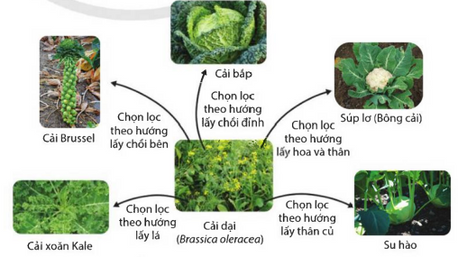 Cải bắp
Chọn lọc
theo hướng
lấy chồi đỉnh
Cải Brussel
Chọn lọc
theo hướng
lấy chồi bên
Súp lơ (Bông cải)
Chọn lọc
theo hướng
lấy hoa và thân
Cải xoăn Kale
Chọn lọc
theo hướng
lấy lá
Cải dại
(Brassica oleracea)
Chọn lọc
theo hướng
lấy thân củ
Su hào